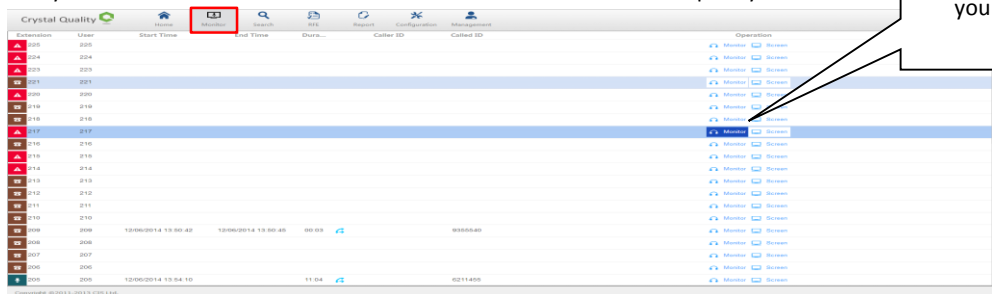 you
Crystal Quality Home Monitor Search RFE Report Configuration Management
Extension User Start Time End Time Dura... Caller ID Called ID Operation
225 225 Monitor Screen
224 224 Monitor Screen
223 223 Monitor Screen
221 221 Monitor Screen
220 220 Monitor Screen
219 219 Monitor Screen
218 218 Monitor Screen
217 217 Monitor Screen
216 216 Monitor Screen
215 215 Monitor Screen
214 214 Monitor Screen
213 213 Monitor Screen
212 212 Monitor Screen
211 211 Monitor Screen
210 210 Monitor Screen
209 209 12/06/2014 13:50:42 12/06/2014 13:50:45 00:03 9355540 Monitor Screen
208 208 Monitor Screen
207 207 Monitor Screen
206 206 Monitor Screen
205 205 12/06/2014 13:54:10 11:04 6211455 Monitor Screen